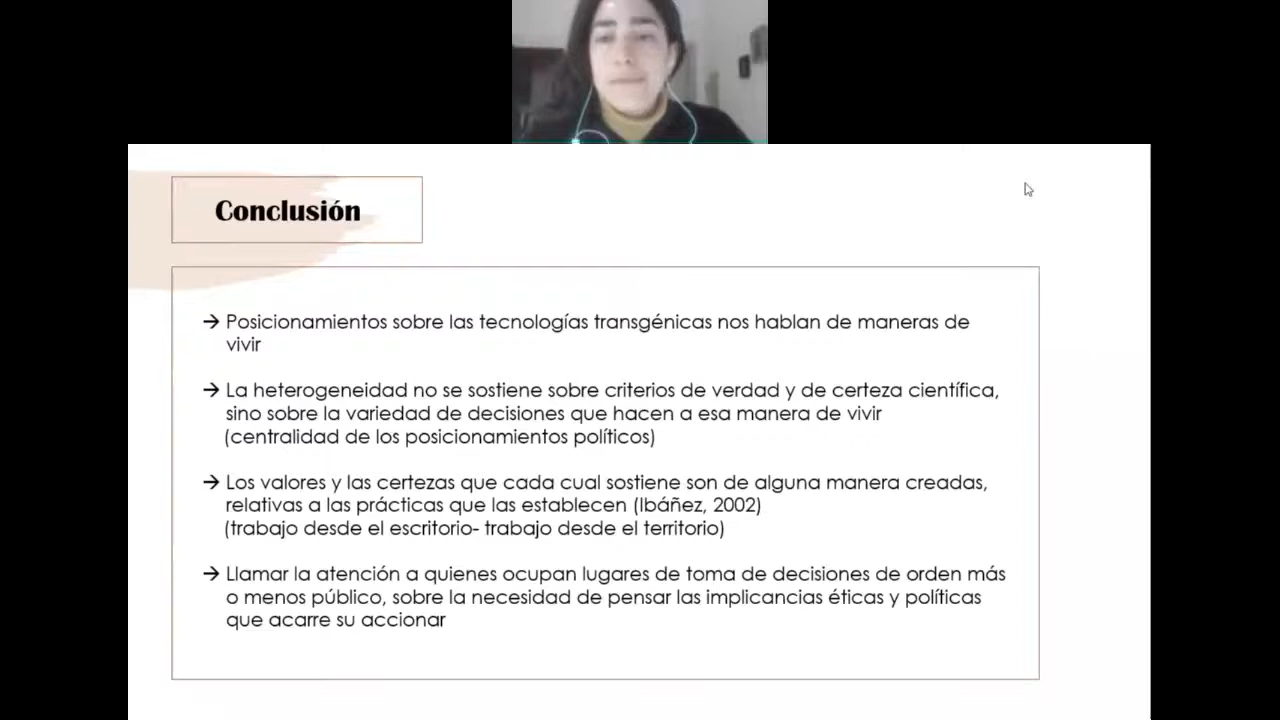 Conclusión
→ Posicionamientos sobre las tecnologías transgénicas nos hablan de maneras de
vivir
→ La heterogeneidad no se sostiene sobre criterios de verdad y de certeza científica,
sino sobre la variedad de decisiones que hacen a esa manera de vivir
(centralidad de los posicionamientos políticos)
→ Los valores y las certezas que cada cual sostiene son de alguna manera creadas,
relativas a las prácticas que las establecen (Ibáñez, 2002)
(trabajo desde el escritorio- trabajo desde el territorio)
→ Llamar la atención a quienes ocupan lugares de toma de decisiones de orden más
o menos público, sobre la necesidad de pensar las implicancias éticas y políticas
que acarre su accionar